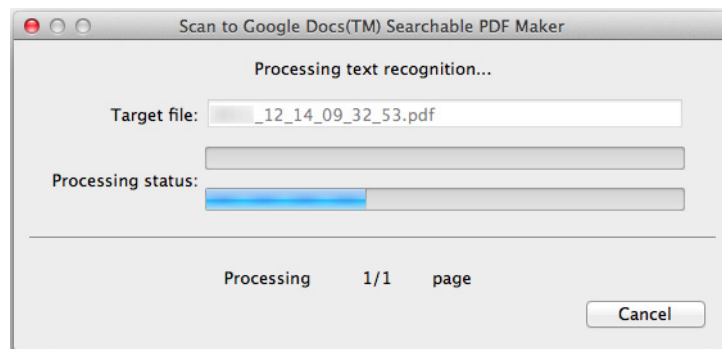 Scan to Google Docs(TM) Searchable PDF Maker
Processing text recognition...
Target file: _12_14_09_32_53.pdf
Processing status:
Processing 1/1 page
Cancel